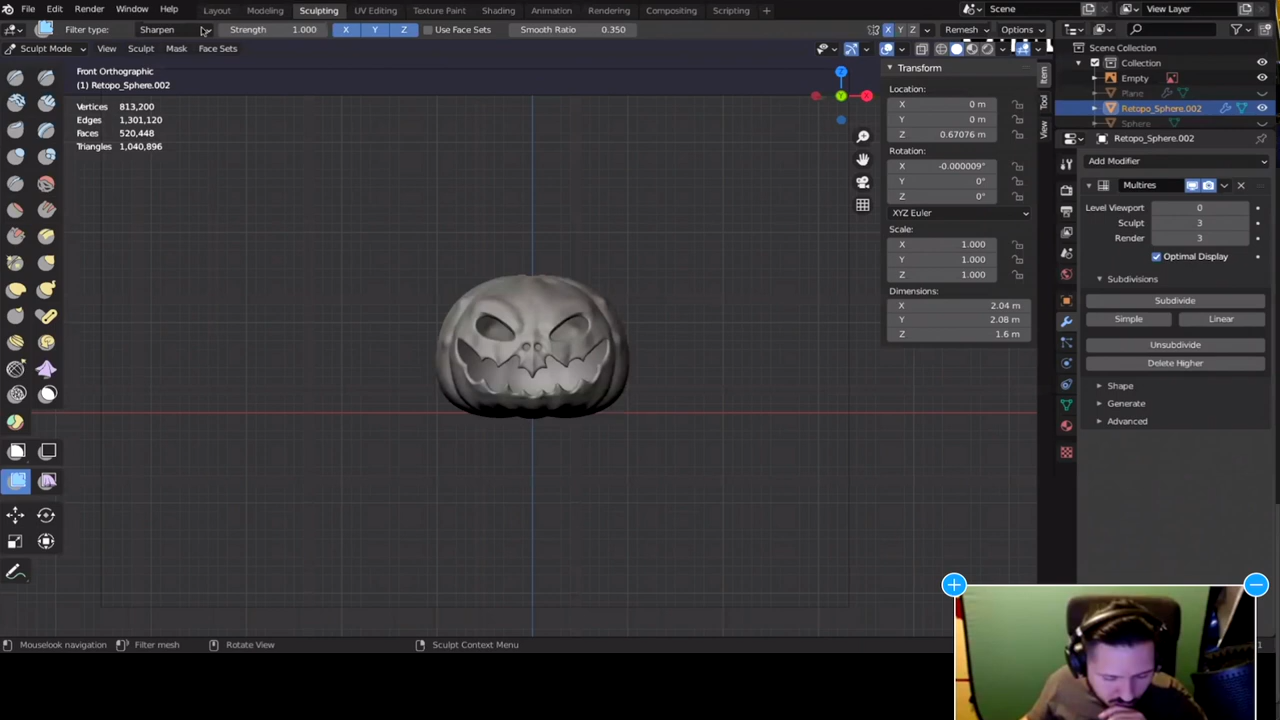 File Edit Render Window Help Layout Modeling Sculpting UV Editing Texture Paint Shading Animation Rendering Compositing + Scene View Layer
Filter type: Sharpen Strength 1.000 X Y Z Use Face Sets Smooth Ratio 0.350 X Y Z Remesh Options
Sculpt Mode View Sculpt Mask Face Sets
Front Orthographic
(1) Retopo_Sphere.002
Vertices 813,200
Edges 1,301,120
Faces 520,448
Triangles 1,040,896
Z
Y
X
Transform
Location:
X 0 m
Y 0 m
Z 0.67076 m
Rotation:
X -0.000009°
Y 0°
Z 0°
XYZ Euler
Scale:
X 1.000
Y 1.000
Z 1.000
Dimensions:
X 2.04 m
Y 2.08 m
Z 1.6 m
Item
Tool
View
Scene Collection
Collection
Empty
Plane
Retopo_Sphere.002
Sphere
Retopo_Sphere.002
Add Modifier
Multires
Level Viewport 0
Sculpt 3
Render 3
Optimal Display
Subdivisions
Subdivide
Simple Linear
Unsubdivide
Delete Higher
Shape
Generate
Advanced
Mouselook navigation Filter mesh Rotate View Sculpt Context Menu